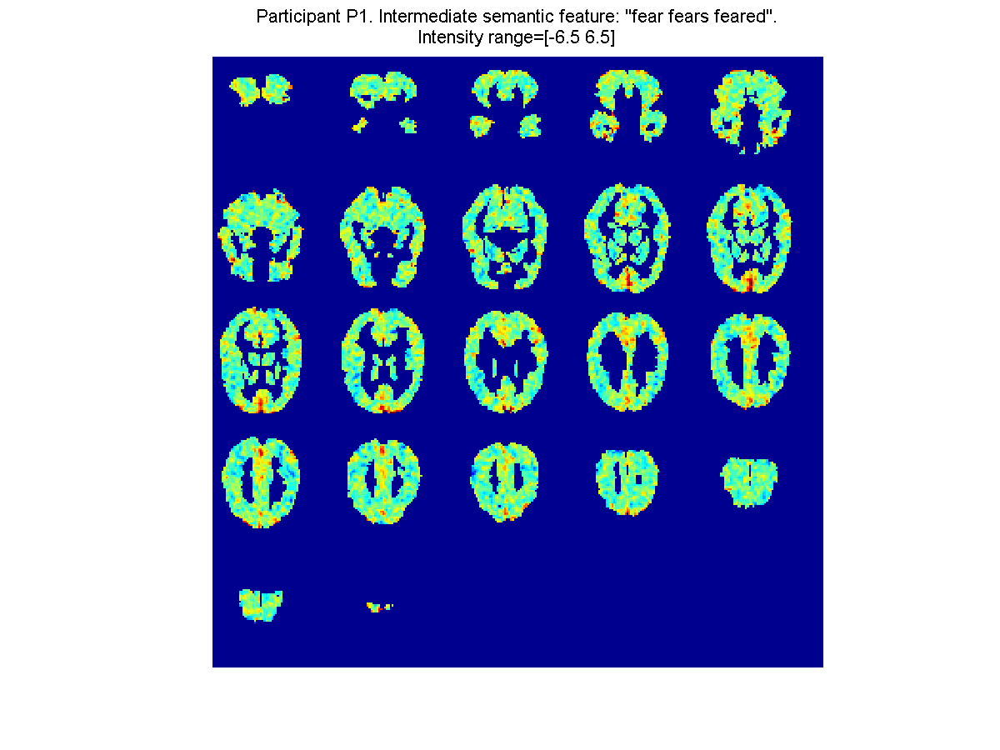 Participant P1. Intermediate semantic feature: "fear fears feared".
Intensity range=[-6.5 6.5]